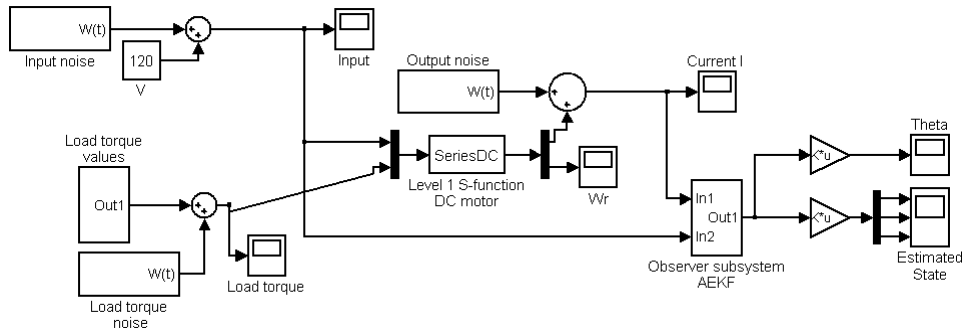 W(t)
Input noise
120
V
Input
Output noise
W(t)
Current I
Load torque
values
Out1
SeriesDC
Level 1 S-function
DC motor
Wr
Theta
K*u
In1
Out1
In2
Observer subsystem
AEKF
K*u
Estimated
State
W(t)
Load torque
noise
Load torque